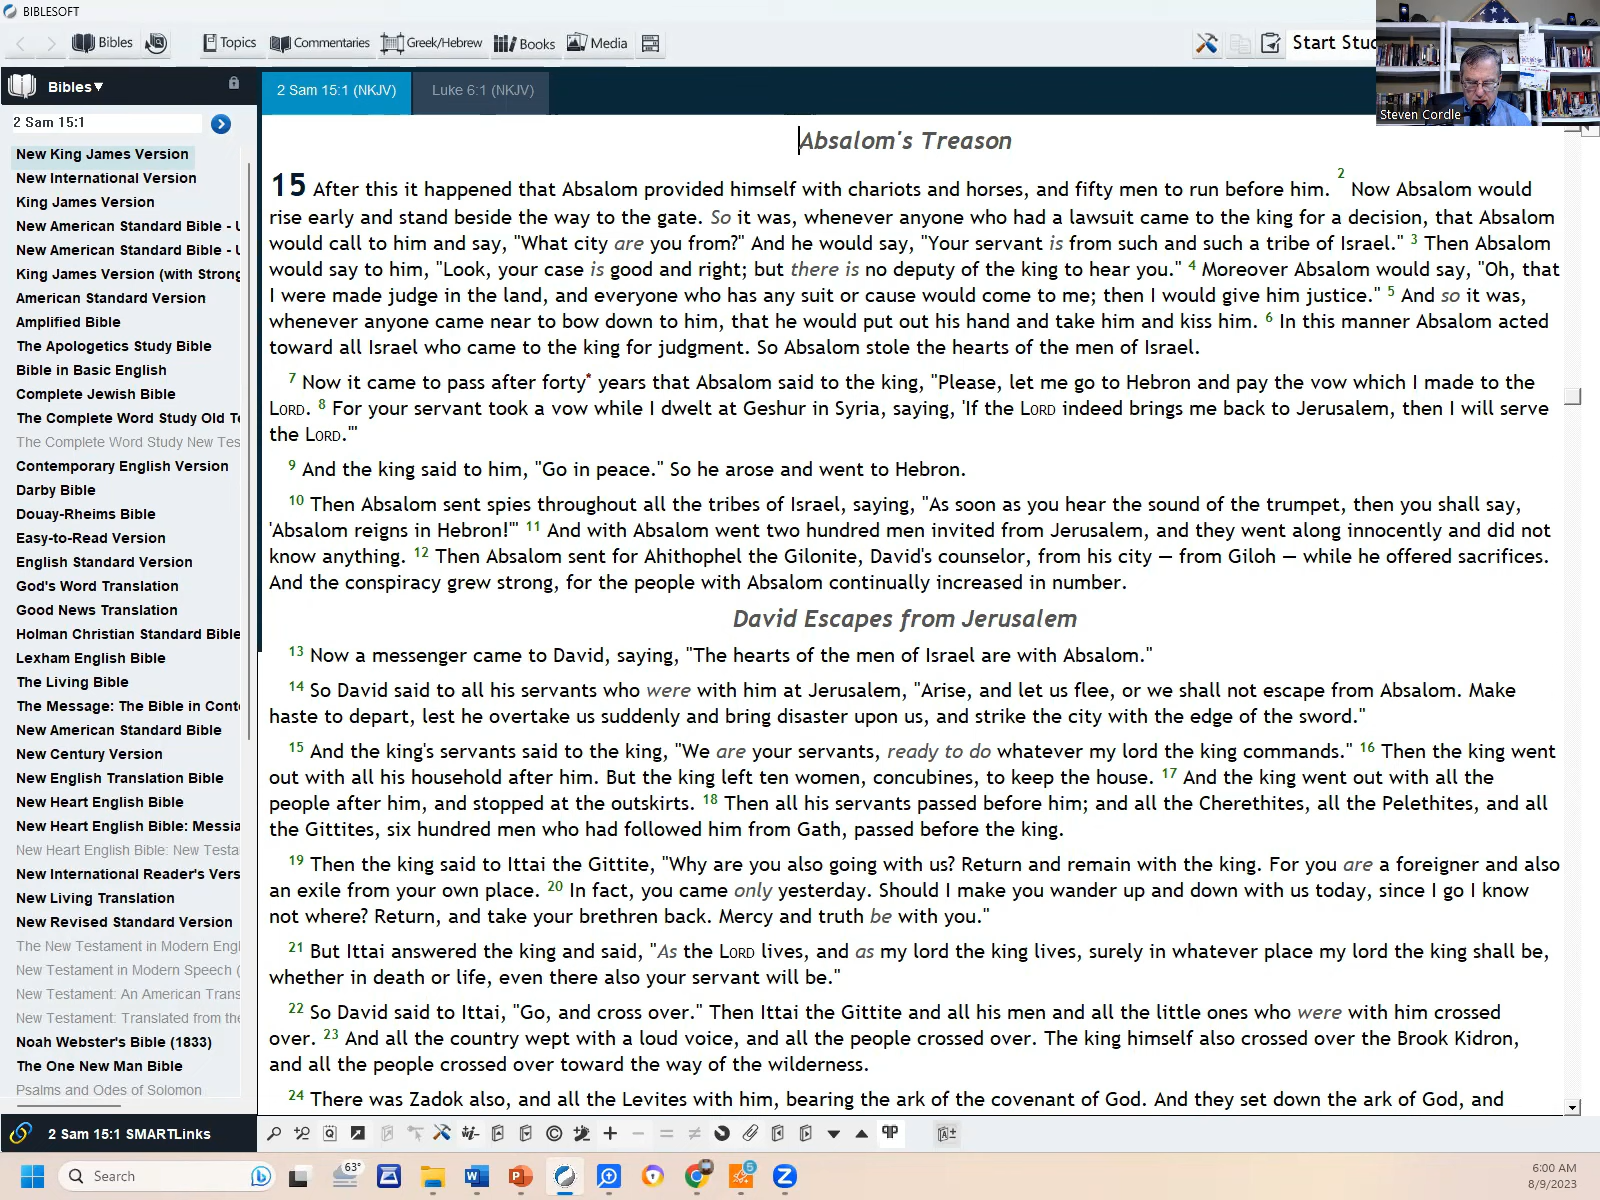 BIBLESOFT
Bibles Topics Commentaries Greek/Hebrew Books Media Start Stu
Steven Cordle
Bibles▼
2 Sam 15:1 (NKJV) Luke 6:1 (NKJV)
2 Sam 15:1
New King James Version
New International Version
King James Version
New American Standard Bible - U
New American Standard Bible - U
King James Version (with Strong
American Standard Version
Amplified Bible
The Apologetics Study Bible
Bible in Basic English
Complete Jewish Bible
The Complete Word Study Old Te
The Complete Word Study New Tes
Contemporary English Version
Darby Bible
Douay-Rheims Bible
Easy-to-Read Version
English Standard Version
God's Word Translation
Good News Translation
Holman Christian Standard Bible
Lexham English Bible
The Living Bible
The Message: The Bible in Cont
New American Standard Bible
New Century Version
New English Translation Bible
New Heart English Bible
New Heart English Bible: Messia
New Heart English Bible: New Testa
New International Reader's Vers
New Living Translation
New Revised Standard Version
The New Testament in Modern Engl
New Testament in Modern Speech (
New Testament: An American Trans
New Testament: Translated from the
Noah Webster's Bible (1833)
The One New Man Bible
Psalms and Odes of Solomon
Absalom's Treason
15 After this it happened that Absalom provided himself with chariots and horses, and fifty men to run before him. 2 Now Absalom would
rise early and stand beside the way to the gate. So it was, whenever anyone who had a lawsuit came to the king for a decision, that Absalom
would call to him and say, "What city are you from?" And he would say, "Your servant is from such and such a tribe of Israel." 3 Then Absalom
would say to him, "Look, your case is good and right; but there is no deputy of the king to hear you." 4 Moreover Absalom would say, "Oh, that
I were made judge in the land, and everyone who has any suit or cause would come to me; then I would give him justice." 5 And so it was,
whenever anyone came near to bow down to him, that he would put out his hand and take him and kiss him. 6 In this manner Absalom acted
toward all Israel who came to the king for judgment. So Absalom stole the hearts of the men of Israel.
7 Now it came to pass after forty* years that Absalom said to the king, "Please, let me go to Hebron and pay the vow which I made to the
LORD. 8 For your servant took a vow while I dwelt at Geshur in Syria, saying, 'If the LORD indeed brings me back to Jerusalem, then I will serve
the LORD.'"
9 And the king said to him, "Go in peace." So he arose and went to Hebron.
10 Then Absalom sent spies throughout all the tribes of Israel, saying, "As soon as you hear the sound of the trumpet, then you shall say,
'Absalom reigns in Hebron!'" 11 And with Absalom went two hundred men invited from Jerusalem, and they went along innocently and did not
know anything. 12 Then Absalom sent for Ahithophel the Gilonite, David's counselor, from his city — from Giloh — while he offered sacrifices.
And the conspiracy grew strong, for the people with Absalom continually increased in number.
David Escapes from Jerusalem
13 Now a messenger came to David, saying, "The hearts of the men of Israel are with Absalom."
14 So David said to all his servants who were with him at Jerusalem, "Arise, and let us flee, or we shall not escape from Absalom. Make
haste to depart, lest he overtake us suddenly and bring disaster upon us, and strike the city with the edge of the sword."
15 And the king's servants said to the king, "We are your servants, ready to do whatever my lord the king commands." 16 Then the king went
out with all his household after him. But the king left ten women, concubines, to keep the house. 17 And the king went out with all the
people after him, and stopped at the outskirts. 18 Then all his servants passed before him; and all the Cherethites, all the Pelethites, and all
the Gittites, six hundred men who had followed him from Gath, passed before the king.
19 Then the king said to Ittai the Gittite, "Why are you also going with us? Return and remain with the king. For you are a foreigner and also
an exile from your own place. 20 In fact, you came only yesterday. Should I make you wander up and down with us today, since I go I know
not where? Return, and take your brethren back. Mercy and truth be with you."
21 But Ittai answered the king and said, "As the LORD lives, and as my lord the king lives, surely in whatever place my lord the king shall be,
whether in death or life, even there also your servant will be."
22 So David said to Ittai, "Go, and cross over." Then Ittai the Gittite and all his men and all the little ones who were with him crossed
over. 23 And all the country wept with a loud voice, and all the people crossed over. The king himself also crossed over the Brook Kidron,
and all the people crossed over toward the way of the wilderness.
24 There was Zadok also, and all the Levites with him, bearing the ark of the covenant of God. And they set down the ark of God, and
2 Sam 15:1 SMARTLinks
Search 63° 5
6:00 AM
8/9/2023